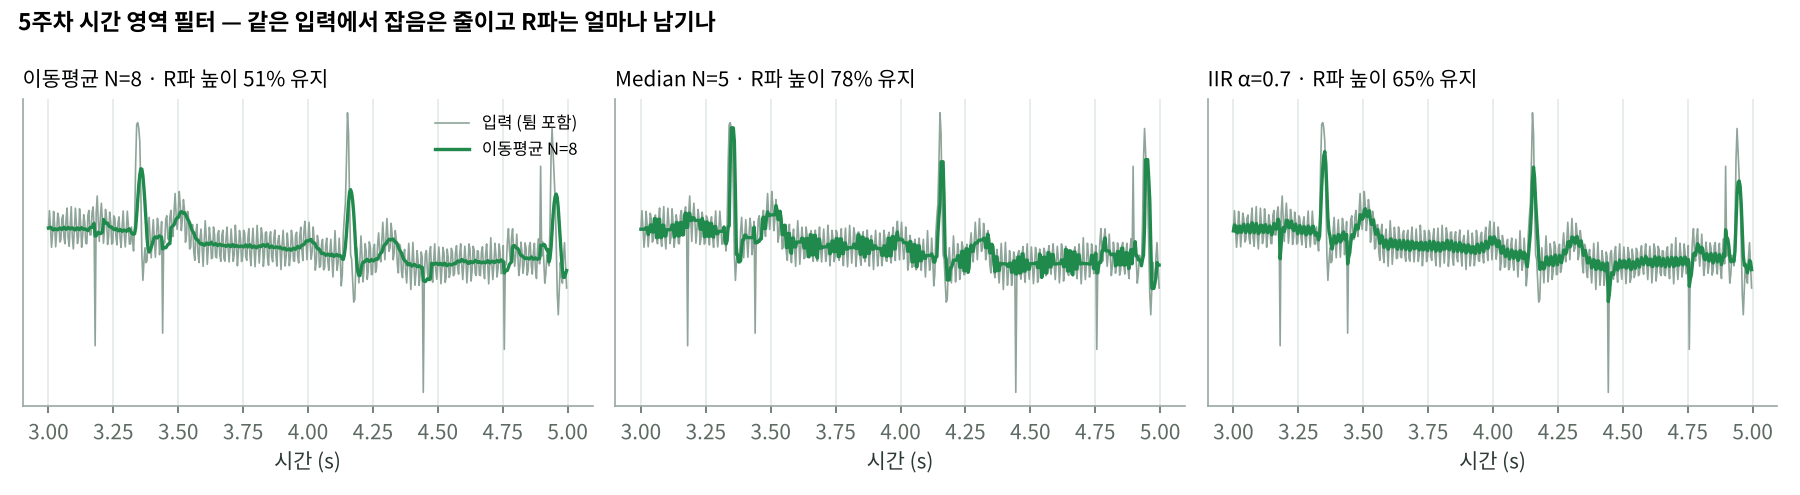 5주차 시간 영역 필터 — 같은 입력에서 잡음은 줄이고 R파는 얼마나 남기나
이동평균 N=8 · R파 높이 51% 유지
입력 (튐 포함)
이동평균 N=8
3.00 3.25 3.50 3.75 4.00 4.25 4.50 4.75 5.00
시간 (s)
Median N=5 · R파 높이 78% 유지
3.00 3.25 3.50 3.75 4.00 4.25 4.50 4.75 5.00
시간 (s)
IIR α=0.7 · R파 높이 65% 유지
3.00 3.25 3.50 3.75 4.00 4.25 4.50 4.75 5.00
시간 (s)